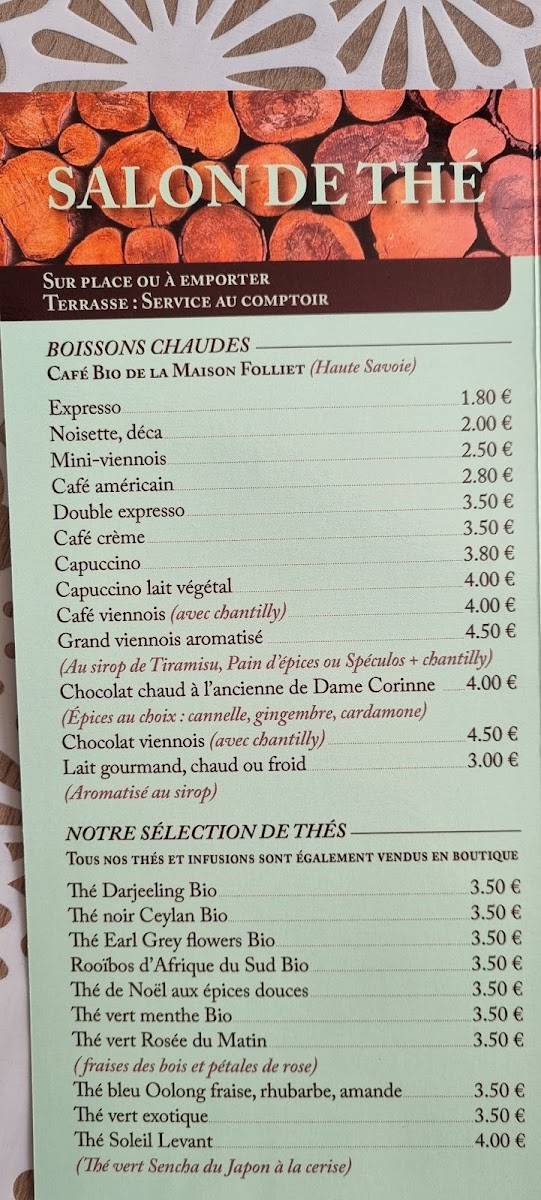 SALON DE THÉ
SUR PLACE OU À EMPORTER
TERRASSE : SERVICE AU COMPTOIR
BOISSONS CHAUDES
CAFÉ BIO DE LA MAISON FOLLIET (Haute Savoie)
Expresso 1.80 €
Noisette, déca 2.00 €
Mini-viennois 2.50 €
Café américain 2.80 €
Double expresso 3.50 €
Café crème 3.50 €
Capuccino 3.80 €
Capuccino lait végétal 4.00 €
Café viennois (avec chantilly) 4.00 €
Grand viennois aromatisé 4.50 €
(Au sirop de Tiramisu, Pain d'épices ou Spéculos + chantilly)
Chocolat chaud à l'ancienne de Dame Corinne 4.00 €
(Épices au choix : cannelle, gingembre, cardamone)
Chocolat viennois (avec chantilly) 4.50 €
Lait gourmand, chaud ou froid 3.00 €
(Aromatisé au sirop)
NOTRE SÉLECTION DE THÉS
TOUS NOS THÉS ET INFUSIONS SONT ÉGALEMENT VENDUS EN BOUTIQUE
Thé Darjeeling Bio 3.50 €
Thé noir Ceylan Bio 3.50 €
Thé Earl Grey flowers Bio 3.50 €
Rooïbos d'Afrique du Sud Bio 3.50 €
Thé de Noël aux épices douces 3.50 €
Thé vert menthe Bio 3.50 €
Thé vert Rosée du Matin 3.50 €
(fraises des bois et pétales de rose)
Thé bleu Oolong fraise, rhubarbe, amande 3.50 €
Thé vert exotique 3.50 €
Thé Soleil Levant 4.00 €
(Thé vert Sencha du Japon à la cerise)